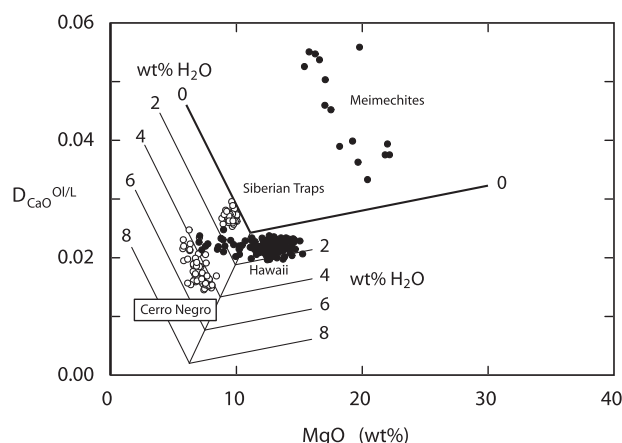 0.06
wt% H₂O
0
2
4
6
8
Meimechites
0.04
D_CaO^Ol/L
Siberian Traps
0
0.02
2
Hawaii
4
wt% H₂O
Cerro Negro
6
8
0.00
0 10 20 30 40
MgO (wt%)